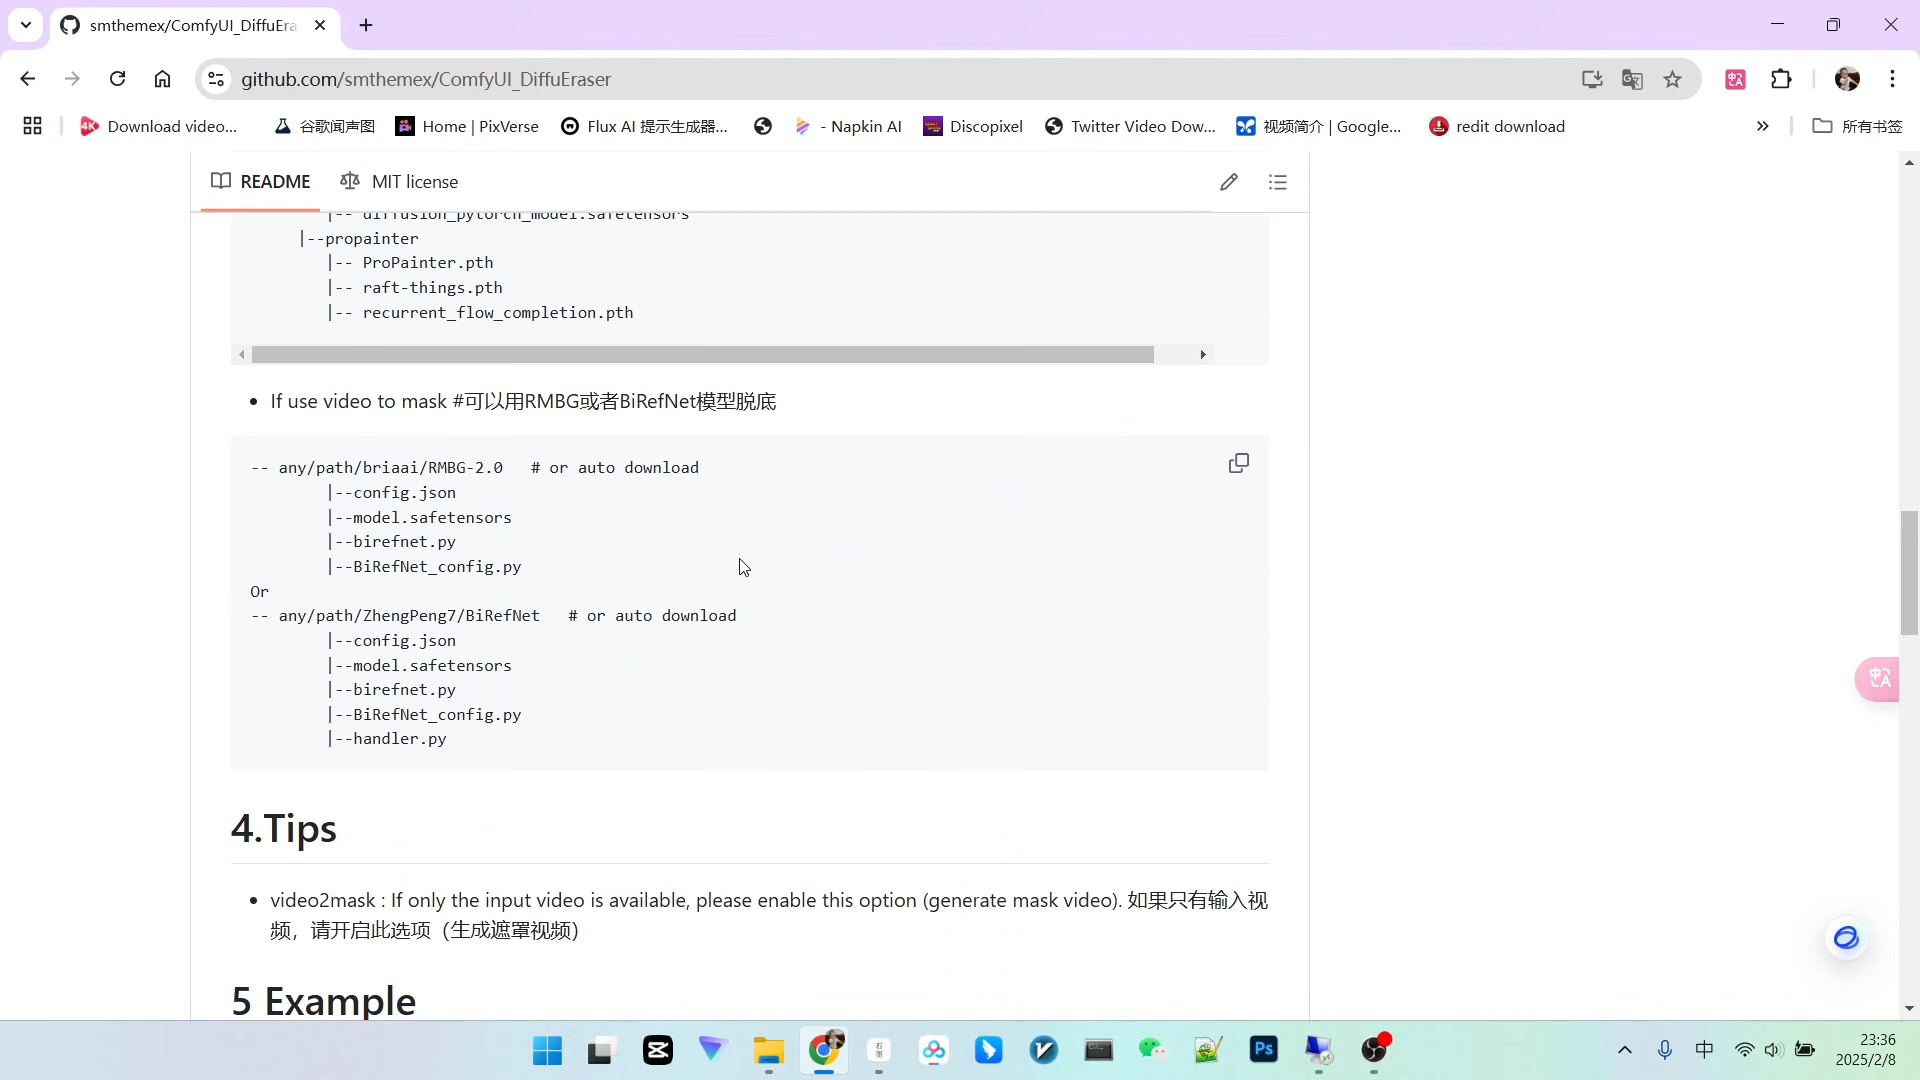 smthemex/ComfyUI_DiffuEra
github.com/smthemex/ComfyUI_DiffuEraser
Download video...
谷歌闻声图
Home | PixVerse
Flux AI 提示生成器...
- Napkin AI
Discopixel
Twitter Video Dow...
视频简介 | Google...
redit download
所有书签
README
MIT license
|-- diffusion_pytorch_model.safetensors
|--propainter
|-- ProPainter.pth
|-- raft-things.pth
|-- recurrent_flow_completion.pth
• If use video to mask #可以用RMBG或者BiRefNet模型脱底
-- any/path/briaai/RMBG-2.0   # or auto download
|--config.json
|--model.safetensors
|--birefnet.py
|--BiRefNet_config.py
Or
-- any/path/ZhengPeng7/BiRefNet   # or auto download
|--config.json
|--model.safetensors
|--birefnet.py
|--BiRefNet_config.py
|--handler.py
4.Tips
• video2mask : If only the input video is available, please enable this option (generate mask video). 如果只有输入视
频，请开启此选项（生成遮罩视频）
5 Example
Ps
中
23:36
2025/2/8